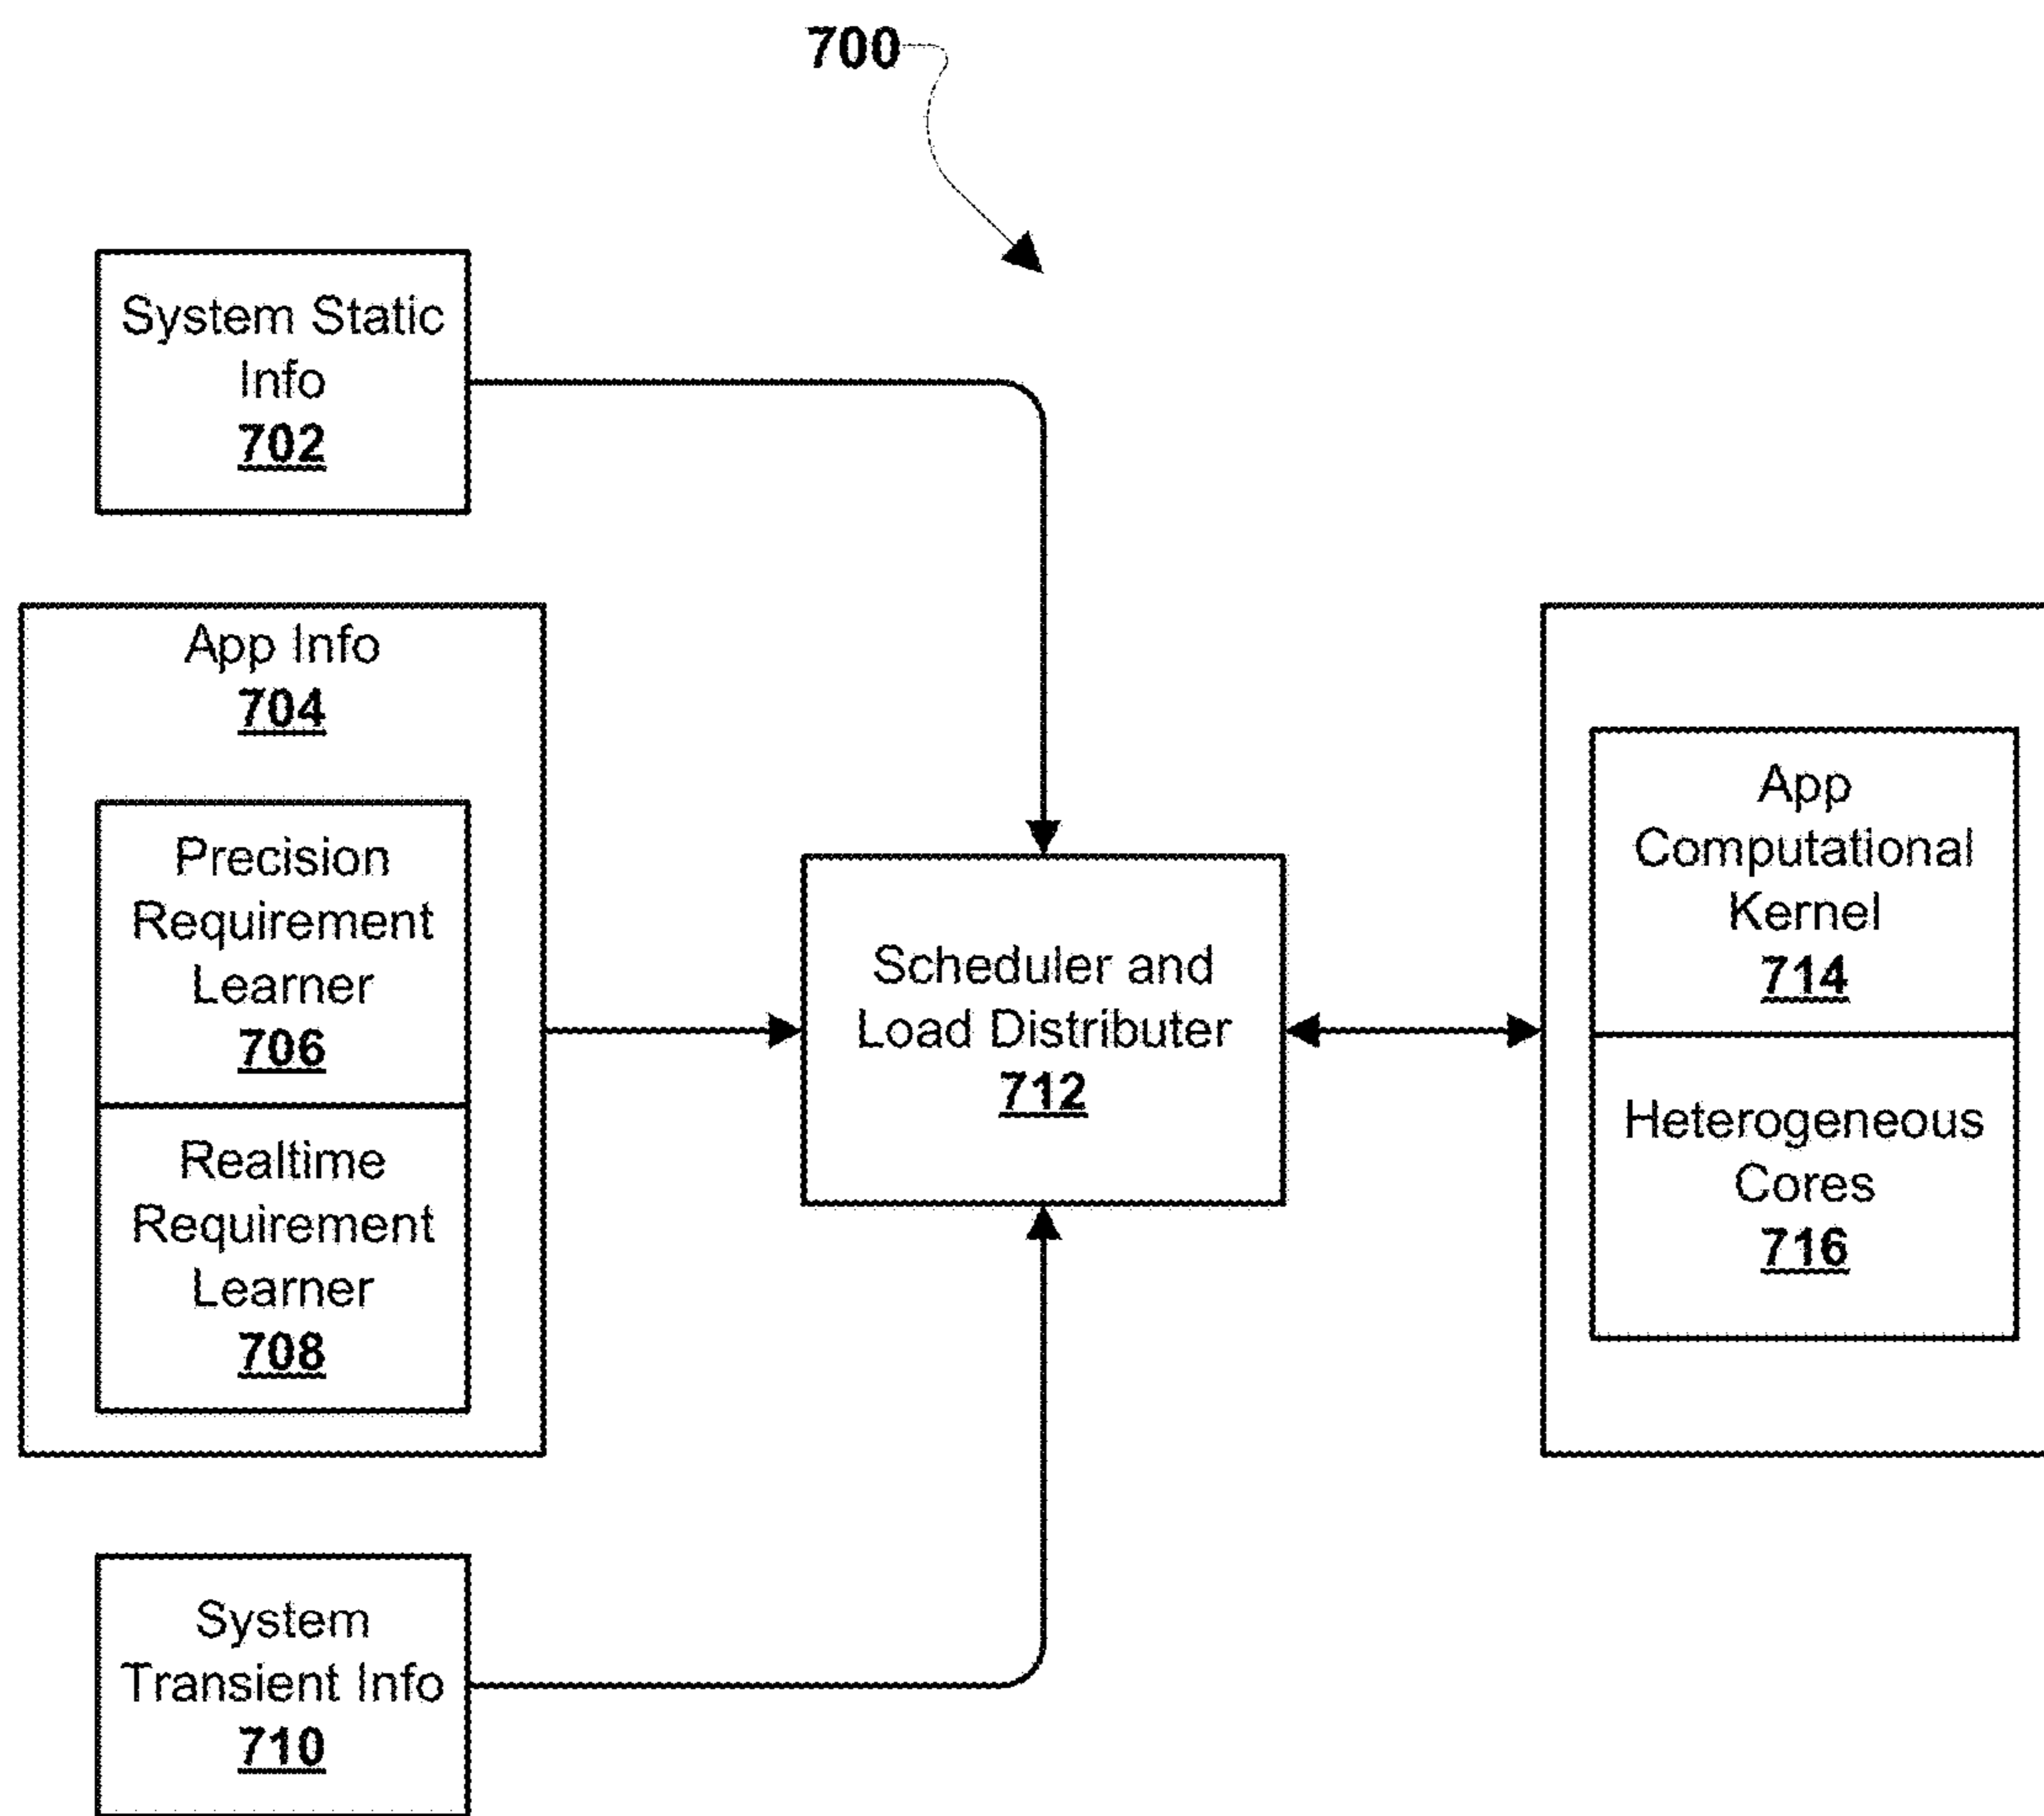 700
System Static
Info
702
App Info
704
Precision
Requirement
Learner
706
Realtime
Requirement
Learner
708
System
Transient Info
710
Scheduler and
Load Distributer
712
App
Computational
Kernel
714
Heterogeneous
Cores
716